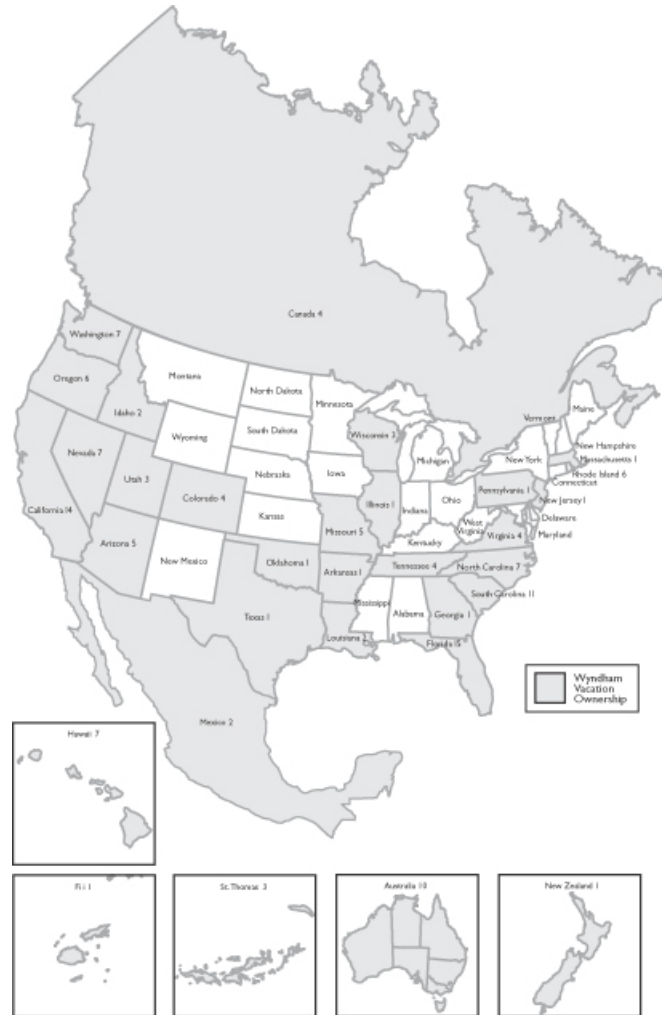 Canada 4
Washington 7
Oregon 6
Idaho 2
Montana
North Dakota
Minnesota
Wyoming
South Dakota
Wisconsin 3
Michigan
Vermont
Maine
New Hampshire
Massachusetts 1
Rhode Island 6
Connecticut
New York
Nevada 7
Utah 3
Colorado 4
Nebraska
Iowa
Illinois 1
Indiana
Ohio
Pennsylvania 1
New Jersey 1
Delaware
Maryland
California 14
Arizona 5
New Mexico
Kansas
Missouri 5
Kentucky
West
Virginia
Virginia 4
Oklahoma 1
Arkansas 1
Tennessee 4
North Carolina 7
South Carolina 11
Texas 1
Louisiana
Mississippi
Alabama
Georgia 1
Florida 15
Mexico 2
Wyndham
Vacation
Ownership
Hawaii 7
Fiji 1
St. Thomas 3
Australia 10
New Zealand 1